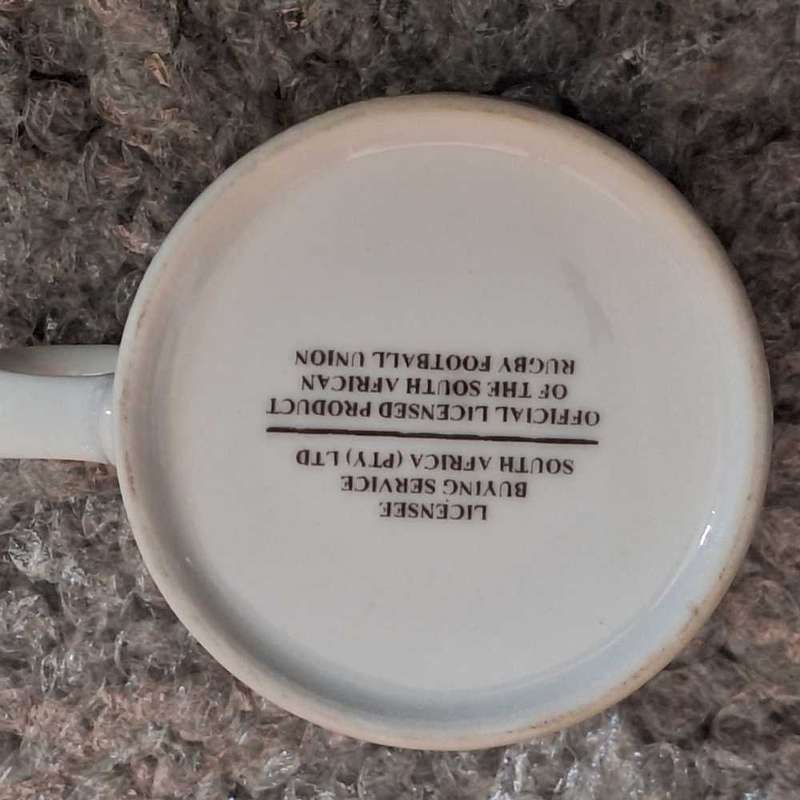 LICENSEE
BUYING SERVICE
SOUTH AFRICA (PTY) LTD
OFFICIAL LICENSED PRODUCT
OF THE SOUTH AFRICAN
RUGBY FOOTBALL UNION